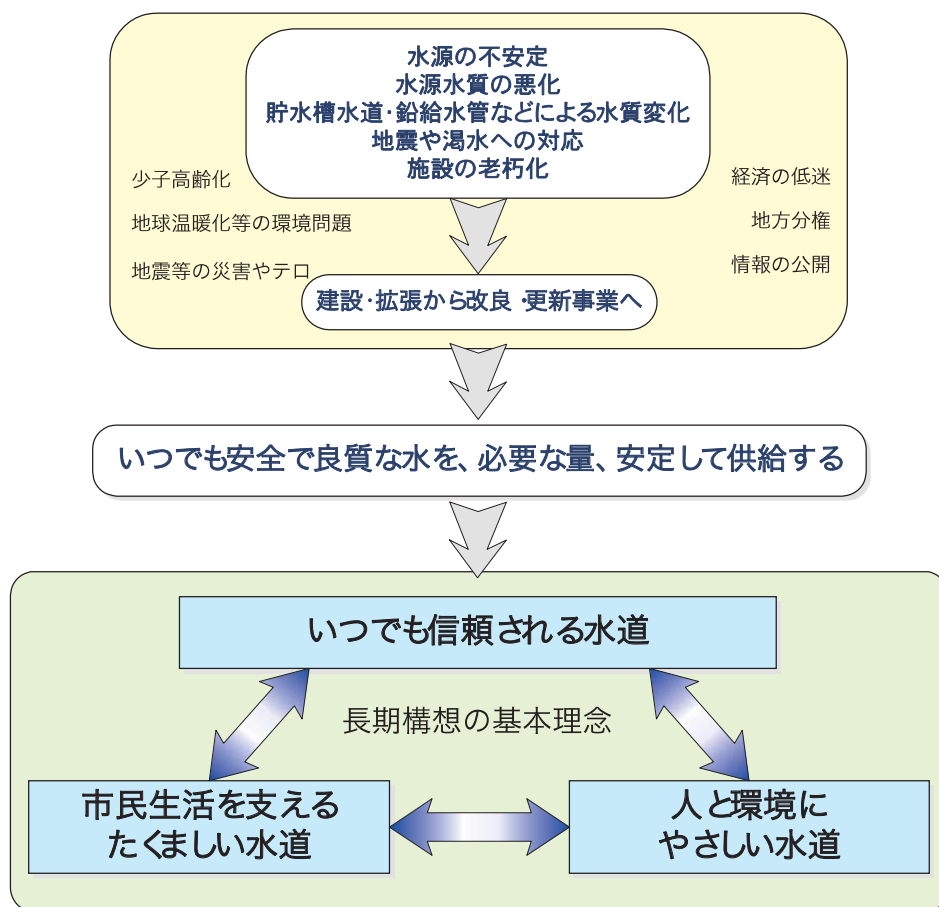 水源の不安定
水源水質の悪化
貯水槽水道・鉛給水管などによる水質変化
地震や渇水への対応
施設の老朽化
少子高齢化
地球温暖化等の環境問題
地震等の災害やテロ
経済の低迷
地方分権
情報の公開
建設・拡張から改良・更新事業へ
いつでも安全で良質な水を、必要な量、安定して供給する
いつでも信頼される水道
長期構想の基本理念
市民生活を支える
たくましい水道
人と環境に
やさしい水道